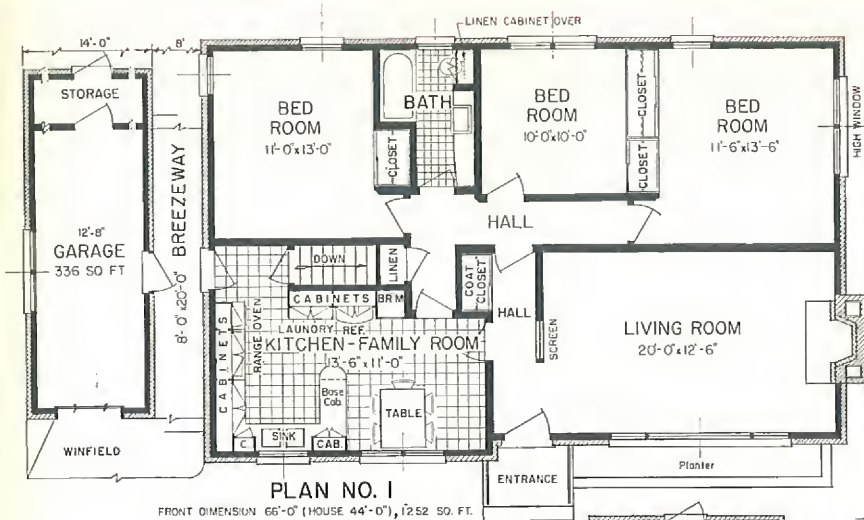 LINEN CABINET OVER
14'-0"
8'
STORAGE
BED
ROOM
11'-0"x13'-0"
BATH
CLOSET
BED
ROOM
10'-0"x10'-0"
CLOSET
CLOSET
BED
ROOM
11'-6"x13'-6"
HIGH WINDOW
12'-8"
GARAGE
336 SQ FT
BREEZEWAY
8'-0"x20'-0"
HALL
DOWN
LINEN
COAT
CLOSET
HALL
CABINETS
BRM
LAUNDRY
REF.
RANGE OVEN
CABINETS
KITCHEN-FAMILY ROOM
13'-6"x11'-0"
SCREEN
LIVING ROOM
20'-0"x12'-6"
Base
Cab.
TABLE
C
SINK
CAB.
WINFIELD
ENTRANCE
Planter
PLAN NO. 1
FRONT DIMENSION 66'-0" (HOUSE 44'-0"), 1252 SQ. FT.